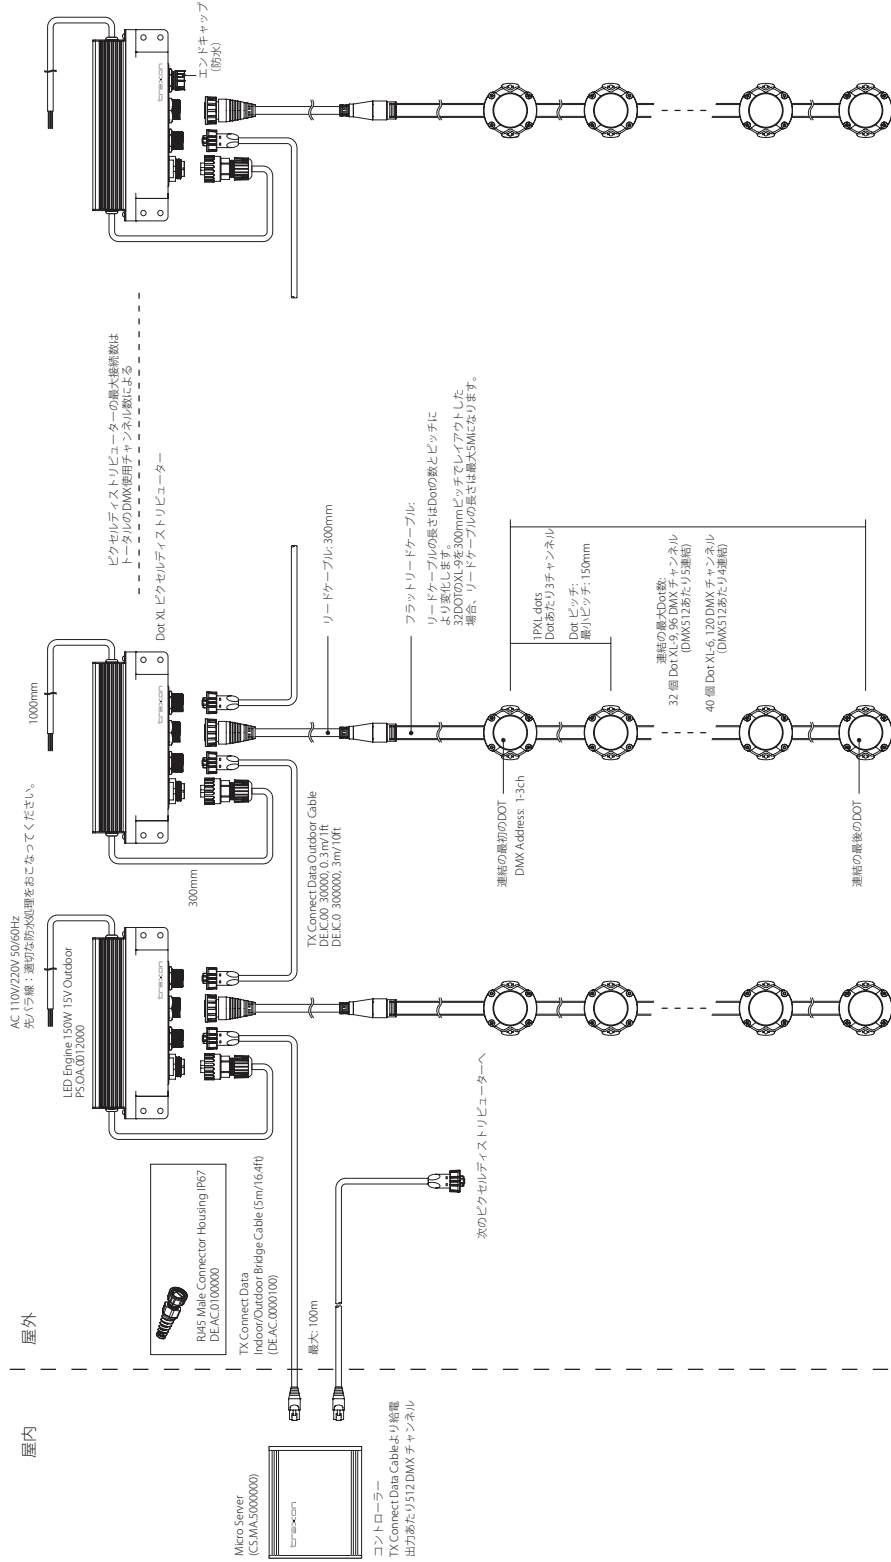 屋内
屋外
Micro Server
(CS.MA.5000000)
traxon
コントローラー
TX Connect Data Cableより給電
出力あたり512 DMX チャンネル
RJ45 Male Connector Housing IP67
DE.AC.0100000
TX Connect Data
Indoor/Outdoor Bridge Cable (5m/16.4ft)
(DE.AC.0000100)
最大: 100m
次のピクセルディストリビューターへ
AC 110V/220V 50/60Hz
先バラ線：適切な防水処理をおこなってください。
LED Engine 150W 15V Outdoor
PS.OA.0012000
traxon
1000mm
300mm
traxon
Dot XL ピクセルディストリビューター
TX Connect Data Outdoor Cable
DE.IC.00 30000, 0.3m/1ft
DE.IC.0 300000, 3m/10ft
リードケーブル: 300mm
フラットリードケーブル:
リードケーブルの長さはDotの数とピッチに
より変化します。
32DOTのXL-9を300mmピッチでレイアウトした
場合、リードケーブルの長さは最大5Mになります。
連結の最初のDOT
DMX Address: 1-3ch
連結の最後のDOT
1PXL dots
Dotあたり3チャンネル
Dot ピッチ:
最小ピッチ: 150mm
連結の最大Dot数:
32 個 Dot XL-9, 96 DMX チャンネル
(DMX512あたり5連結)
40 個 Dot XL-6, 120 DMX チャンネル
(DMX512あたり4連結)
ピクセルディストリビューターの最大接続数は
トータルのDMX使用チャンネル数による
traxon
エンドキャップ
(防水)